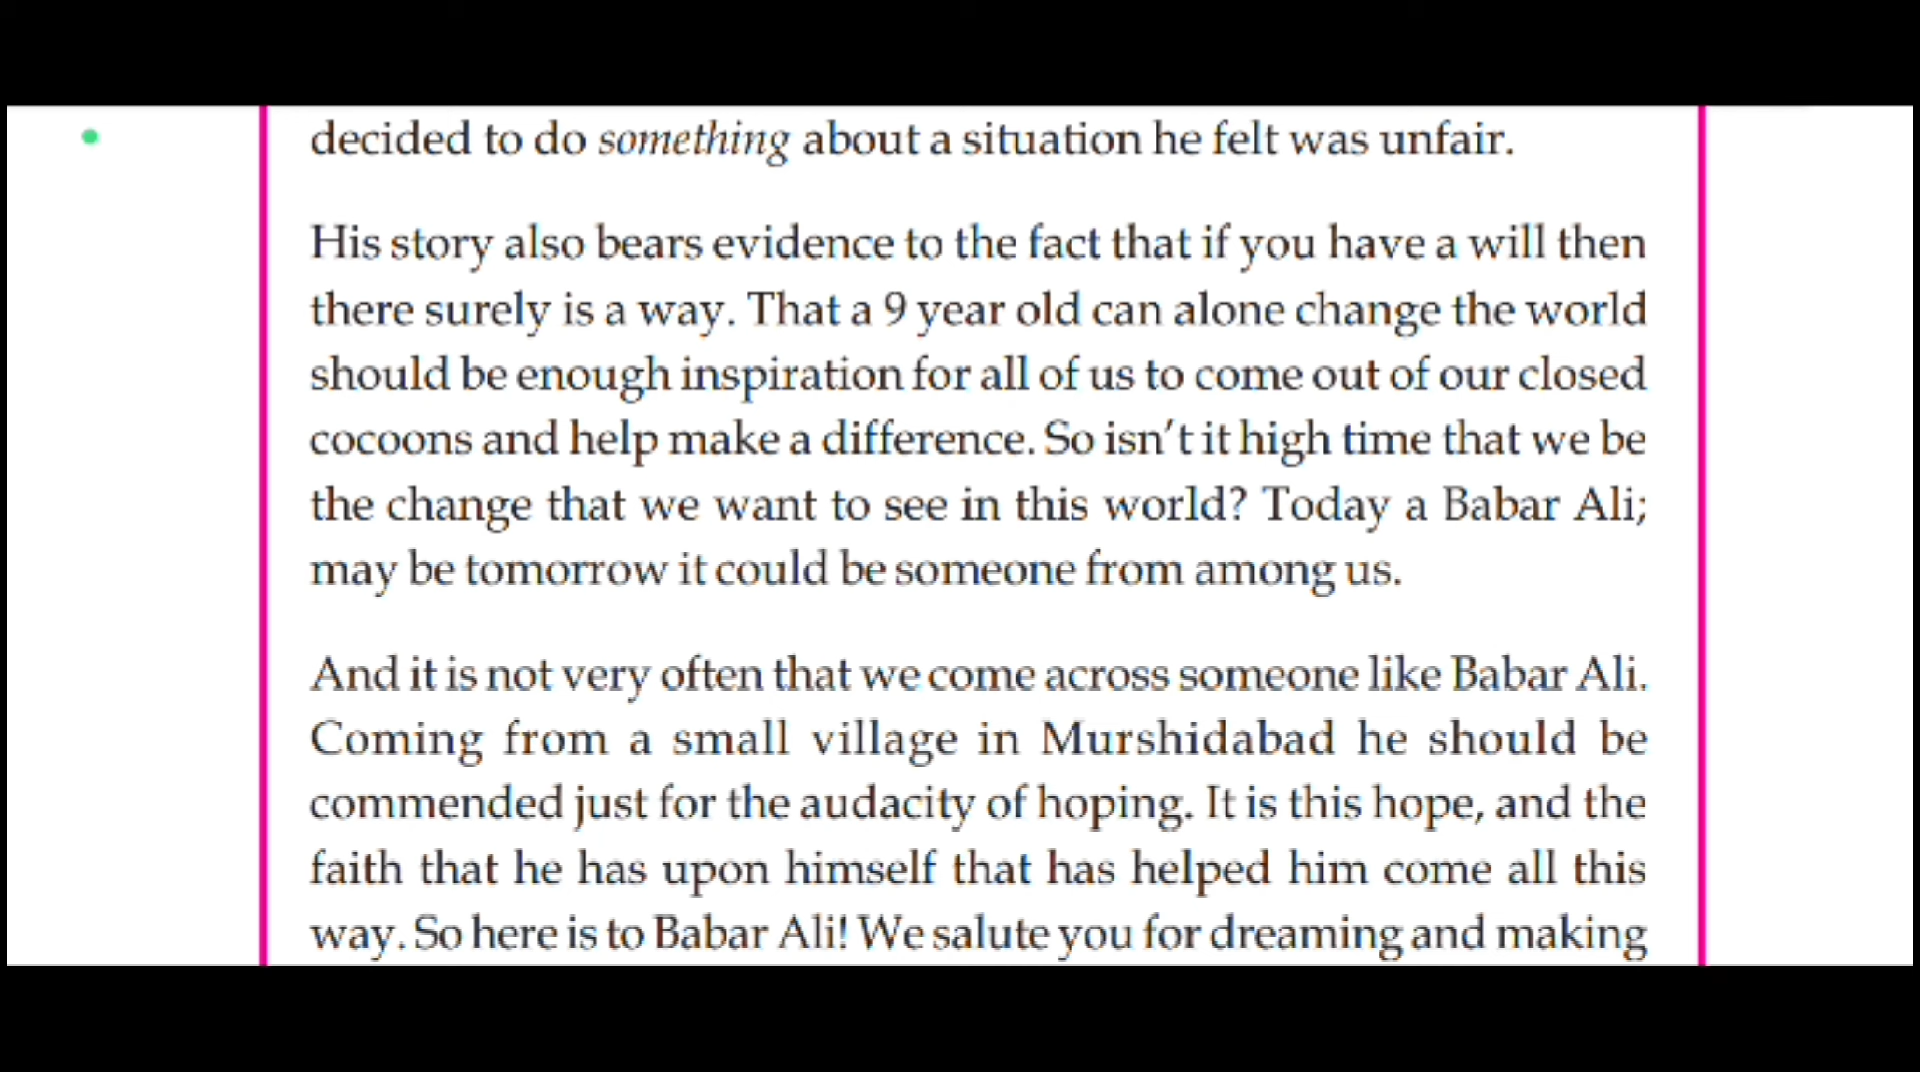 decided to do something about a situation he felt was unfair.
His story also bears evidence to the fact that if you have a will then
there surely is a way. That a 9 year old can alone change the world
should be enough inspiration for all of us to come out of our closed
cocoons and help make a difference. So isn't it high time that we be
the change that we want to see in this world? Today a Babar Ali;
may be tomorrow it could be someone from among us.
And it is not very often that we come across someone like Babar Ali.
Coming from a small village in Murshidabad he should be
commended just for the audacity of hoping. It is this hope, and the
faith that he has upon himself that has helped him come all this
way. So here is to Babar Ali! We salute you for dreaming and making